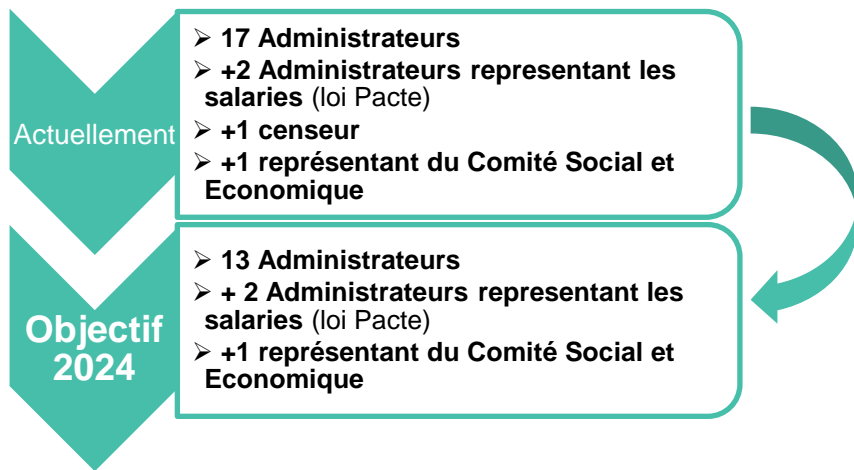 Actuellement
➢ 17 Administrateurs
➢ +2 Administrateurs representant les
salaries (loi Pacte)
➢ +1 censeur
➢ +1 représentant du Comité Social et
Economique
Objectif
2024
➢ 13 Administrateurs
➢ + 2 Administrateurs representant les
salaries (loi Pacte)
➢ +1 représentant du Comité Social et
Economique